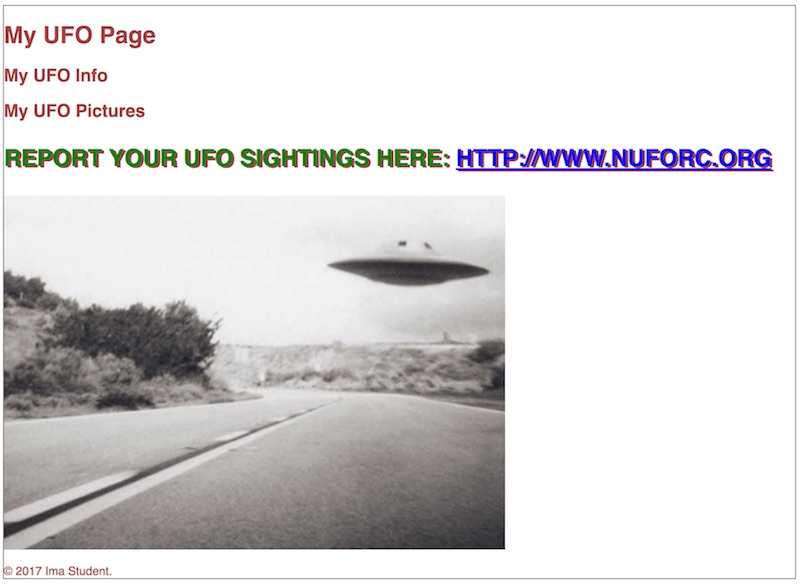 My UFO Page
My UFO Info
My UFO Pictures
REPORT YOUR UFO SIGHTINGS HERE: HTTP://WWW.NUFORC.ORG
© 2017 Ima Student.